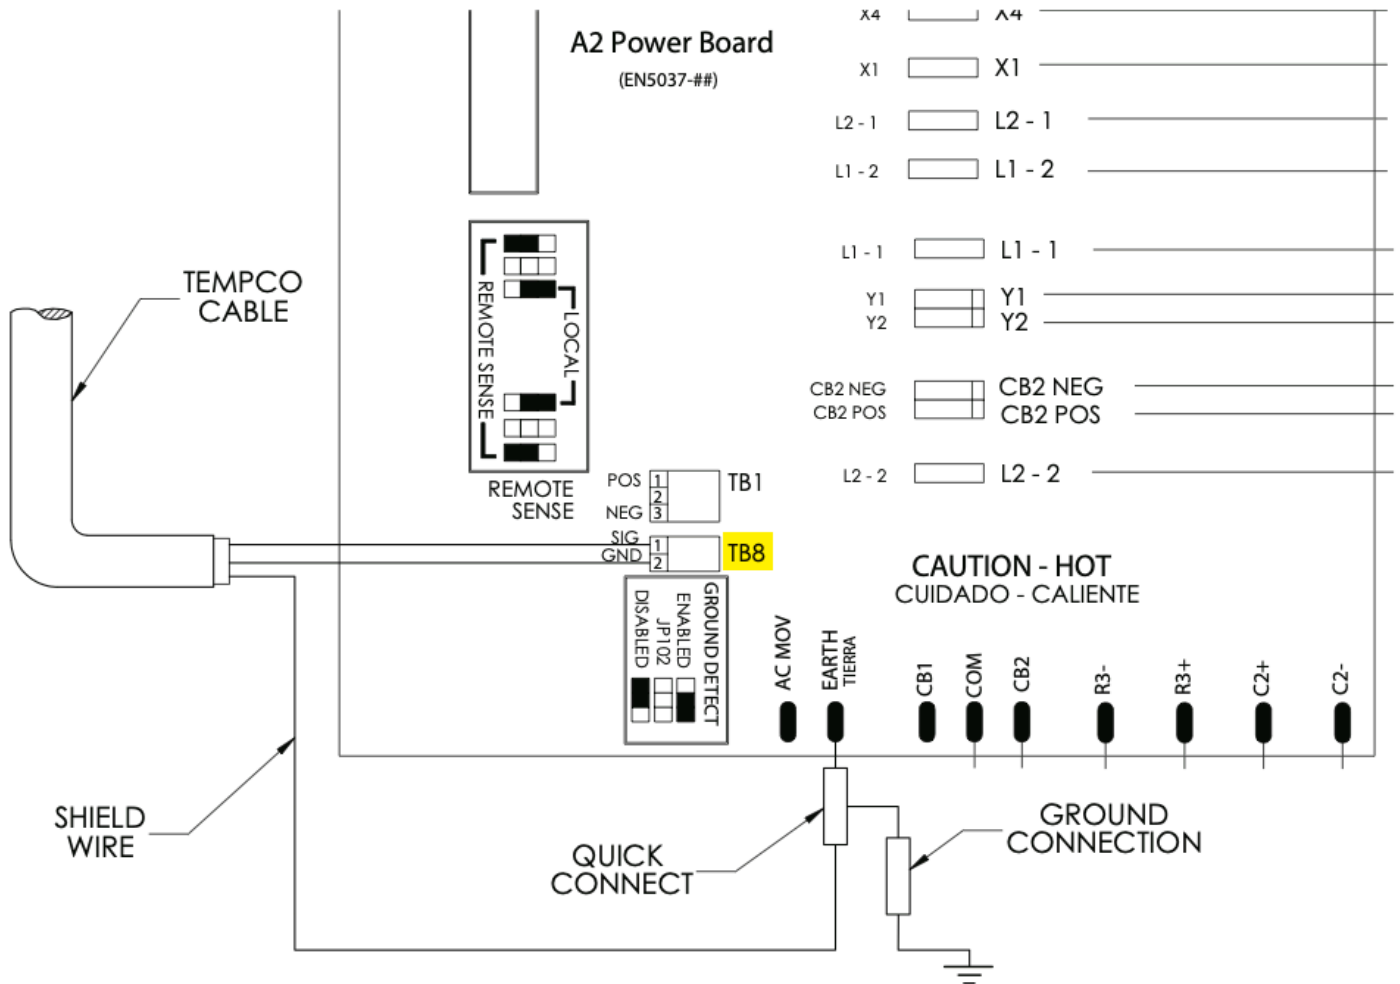 A2 Power Board
(EN5037-##)
X4 X4
X1 X1
L2 - 1 L2 - 1
L1 - 2 L1 - 2
L1 - 1 L1 - 1
Y1 Y1
Y2 Y2
CB2 NEG CB2 NEG
CB2 POS CB2 POS
L2 - 2 L2 - 2
TEMPCO
CABLE
REMOTE SENSE
LOCAL
REMOTE
SENSE
POS 1 TB1
2
NEG 3
SIG 1 TB8
GND 2
GROUND DETECT
ENABLED
JP102
DISABLED
CAUTION - HOT
CUIDADO - CALIENTE
AC MOV
EARTH
TIERRA
CB1
COM
CB2
R3-
R3+
C2+
C2-
SHIELD
WIRE
QUICK
CONNECT
GROUND
CONNECTION